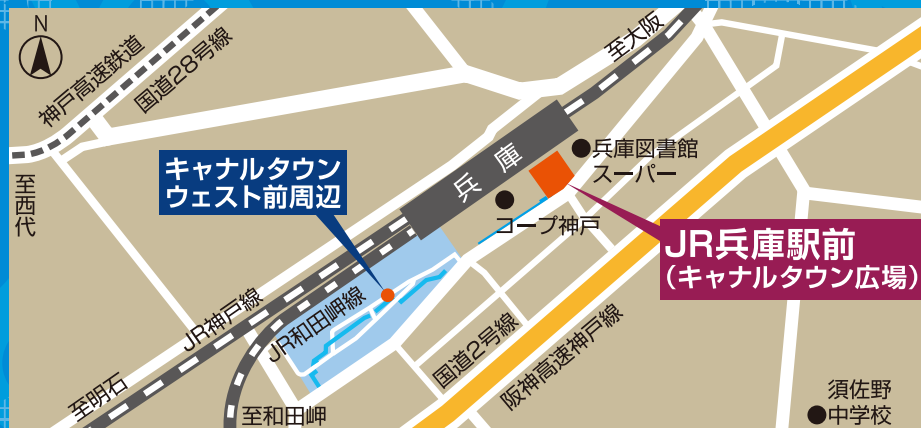 N
神戸高速鉄道
国道28号線
至大阪
至西代
キャナルタウン
ウェスト前周辺
兵庫
兵庫図書館
スーパー
コープ神戸
JR兵庫駅前
(キャナルタウン広場)
JR神戸線
JR和田岬線
国道2号線
阪神高速神戸線
至明石
至和田岬
須佐野
中学校